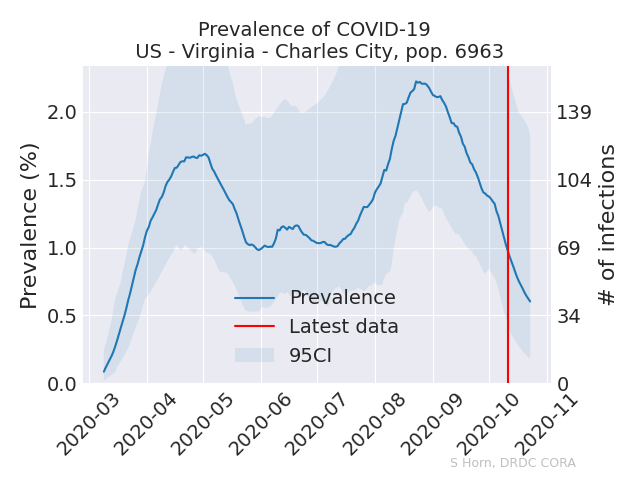 Prevalence of COVID-19
US - Virginia - Charles City, pop. 6963
Prevalence (%)
2.0
1.5
1.0
0.5
0.0
139
104
69
34
0
# of infections
Prevalence
Latest data
95CI
2020-03
2020-04
2020-05
2020-06
2020-07
2020-08
2020-09
2020-10
2020-11
S Horn, DRDC CORA